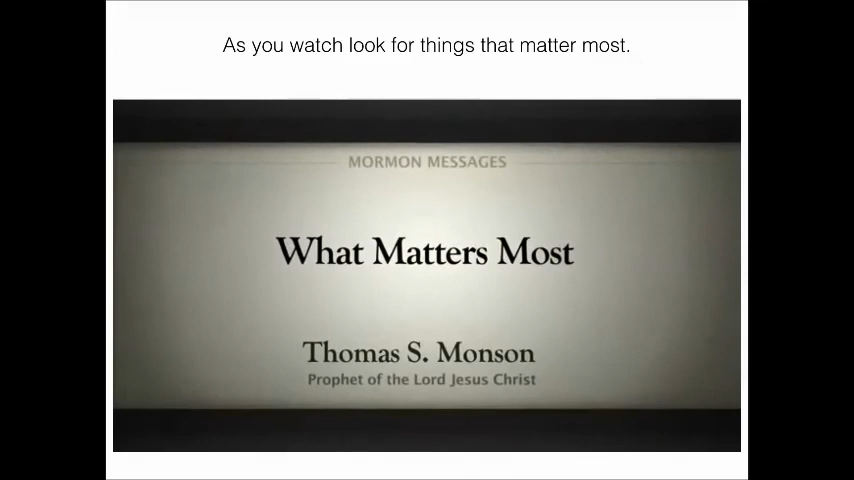 As you watch look for things that matter most.
MORMON MESSAGES
What Matters Most
Thomas S. Monson
Prophet of the Lord Jesus Christ